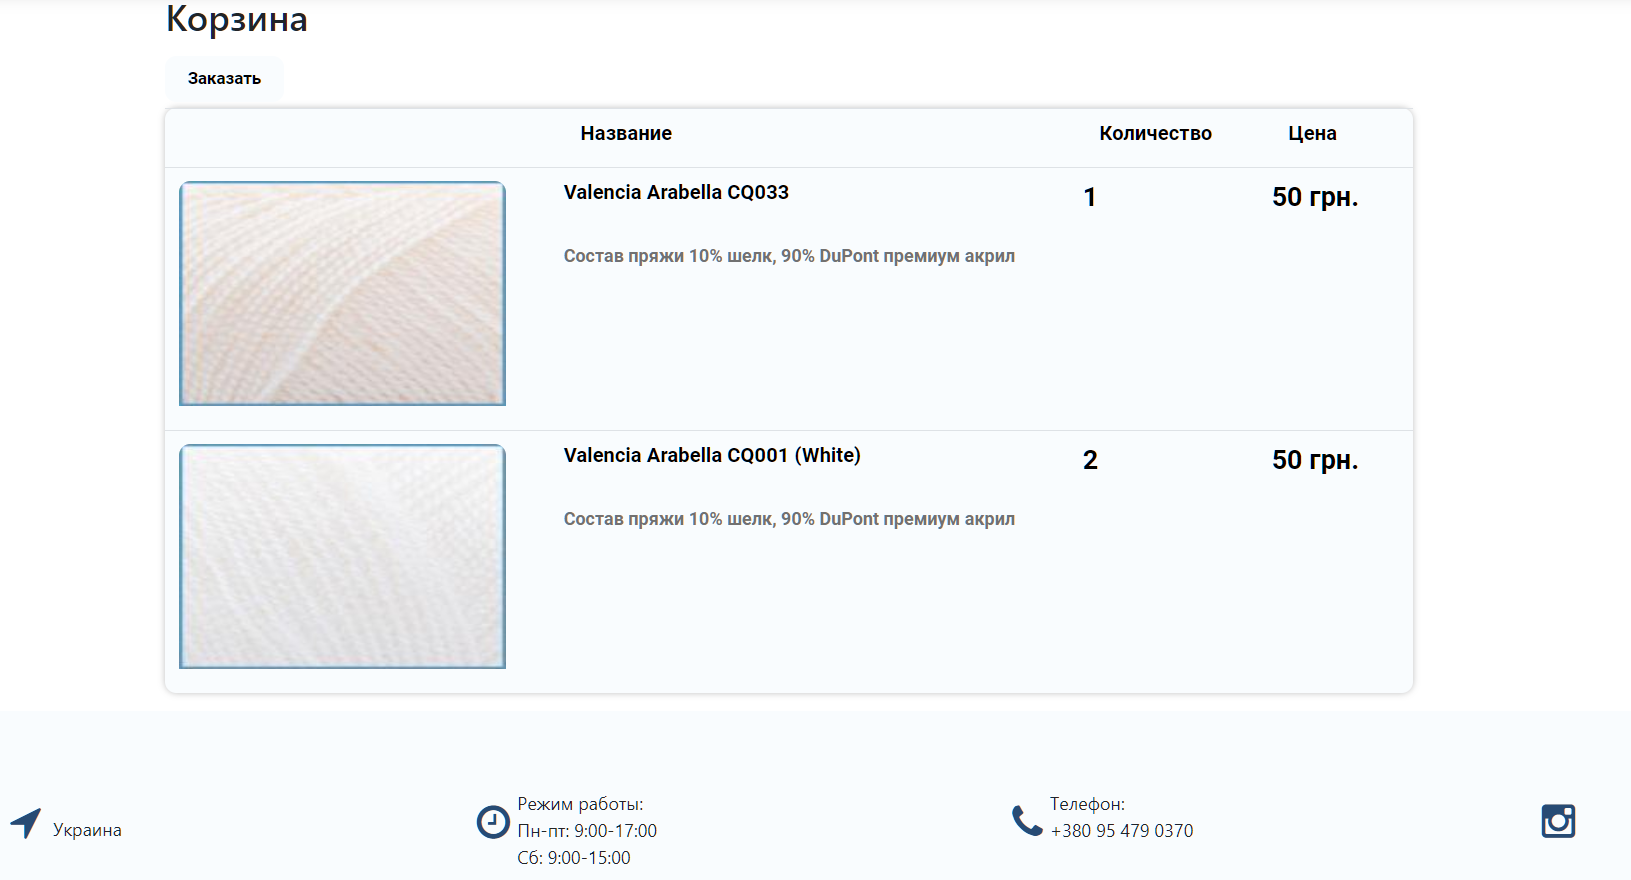 Корзина
Заказать
Название Количество Цена
Valencia Arabella CQ033 1 50 грн.
Состав пряжи 10% шелк, 90% DuPont премиум акрил
Valencia Arabella CQ001 (White) 2 50 грн.
Состав пряжи 10% шелк, 90% DuPont премиум акрил
Украина
Режим работы:
Пн-пт: 9:00-17:00
Сб: 9:00-15:00
Телефон:
+380 95 479 0370